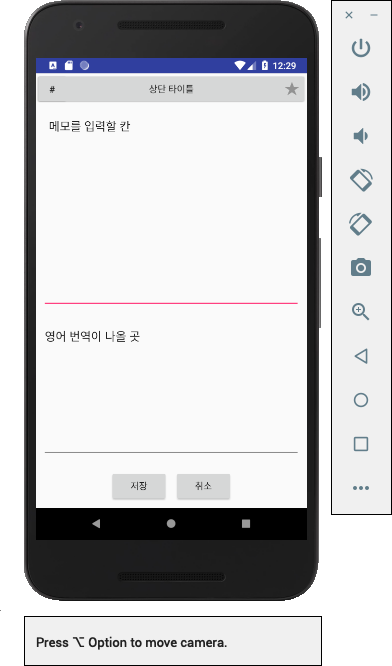 12:29
# 상단 타이틀
메모를 입력할 칸
영어 번역이 나올 곳
저장 취소
Press ⌥ Option to move camera.